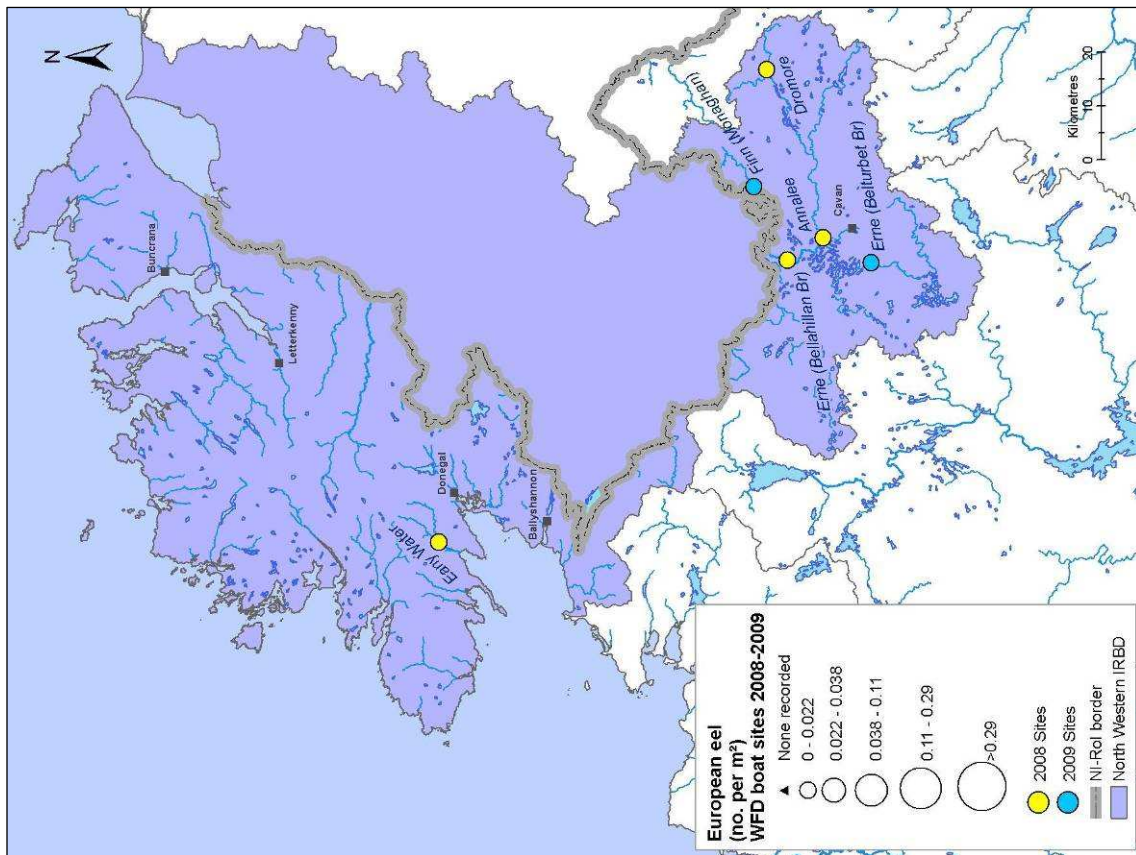 N
Buncrana
Letterkenny
Donegal
Eany Water
Ballyshannon
Finn (Monaghan)
Dromore
Annalee
Erne (Bellahillan Br)
Cavan
Erne (Belturbet Br)
European eel
(no. per m²)
WFD boat sites 2008-2009
None recorded
0 - 0.022
0.022 - 0.038
0.038 - 0.11
0.11 - 0.29
>0.29
2008 Sites
2009 Sites
NI-RoI border
North Western IRBD
Kilometres
0 10 20